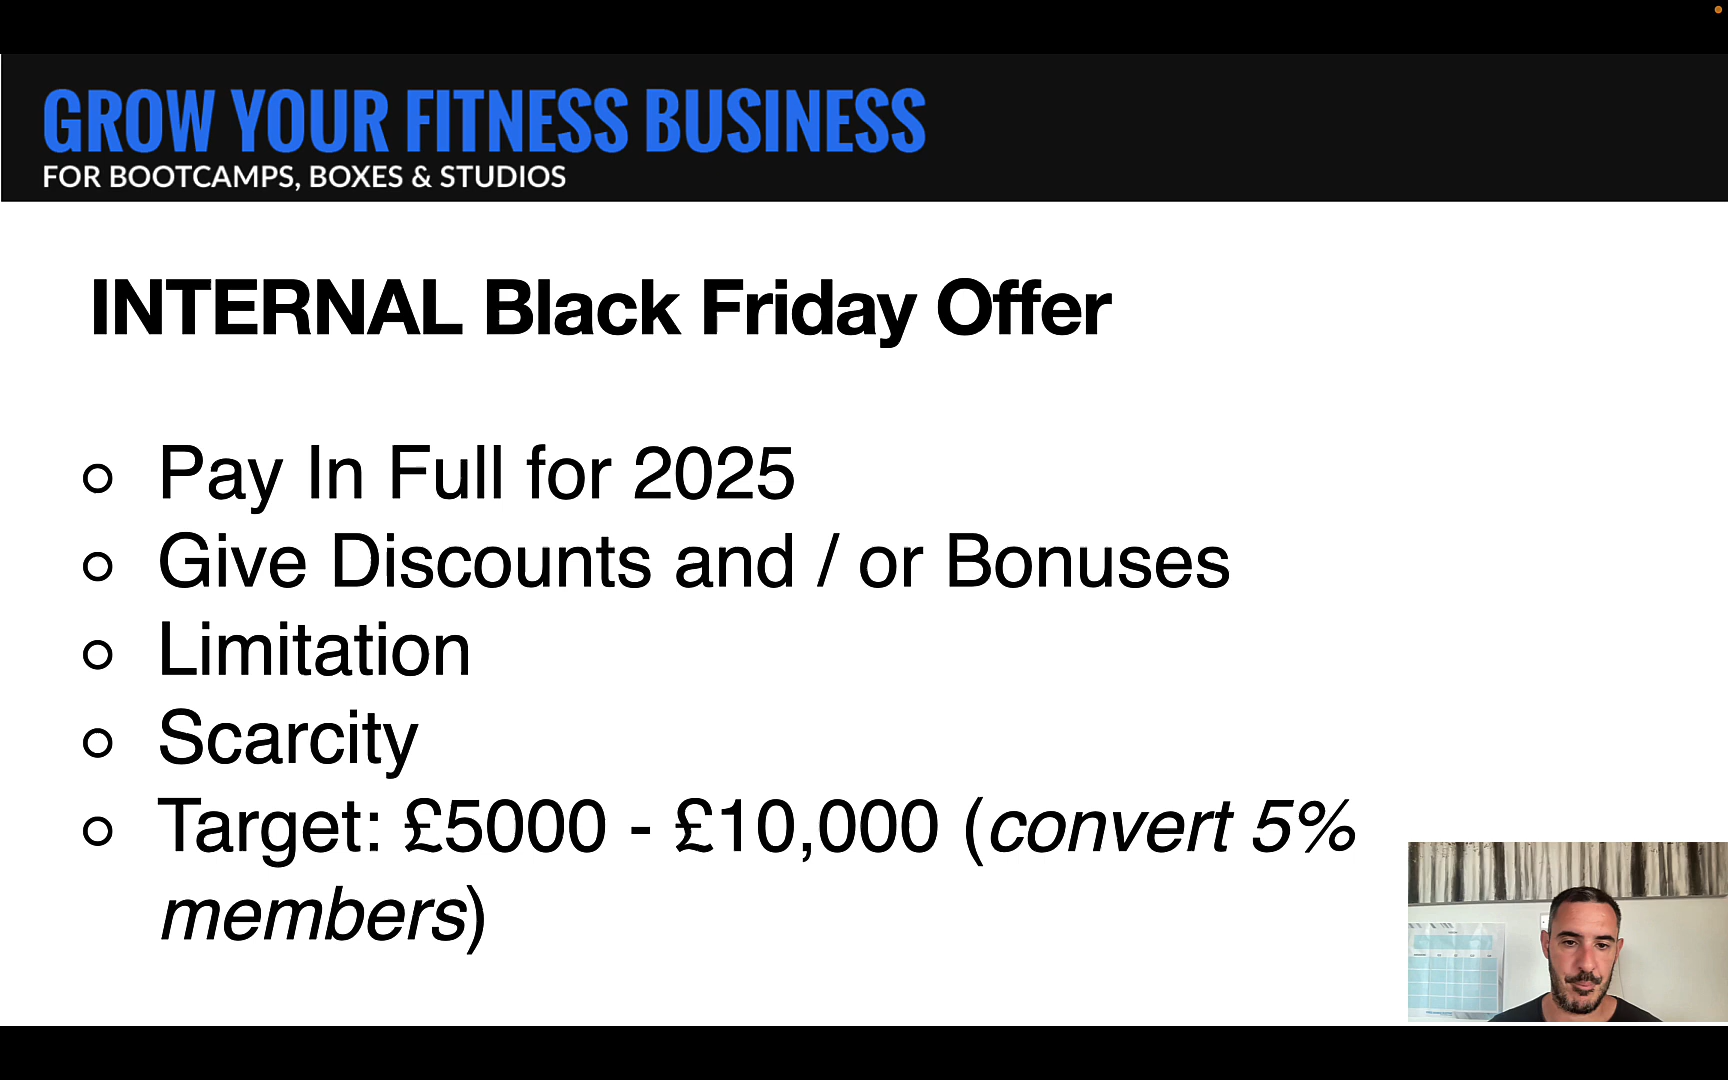 GROW YOUR FITNESS BUSINESS
FOR BOOTCAMPS, BOXES & STUDIOS
INTERNAL Black Friday Offer
Pay In Full for 2025
Give Discounts and / or Bonuses
Limitation
Scarcity
Target: £5000 - £10,000 (convert 5%
members)